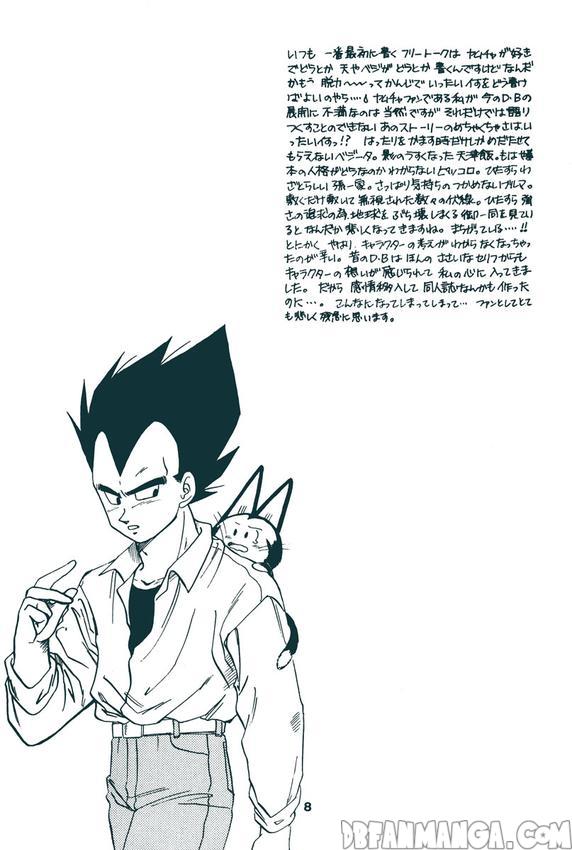 いつも 一番最初に書く フリートークは ヤムチャが好き
でどうとか 天やベジがどうとか 書くんですけどなんだ
かもう 脱力〜〜ってかんじで いったいナニをどう書け
ばよいのやら…。ヤムチャファンである私が 今のD・Bの
展開に 不満なのは 当然ですが それだけでは 語り
つくすことのできない あのストーリーのめちゃくちゃさは いっ
たいナニっ!? はったりをかます時だけしかめだたせて
もらえないベジータ。影のうすくなった天津飯。もはや
本の人格がどうなのか わからないピッコロ。ひたすら わ
ざとらしい孫一家。さっぱり気持ちの つかめないブルマ。
敷くだけ敷いて 無視された数々の伏線。ひたすら 強
さの追求の為、地球をぶち壊しまくる御一同を見てい
ると なんだか 悲しくなってきますね。まちがっている…!!
とにかく やはり キャラクターの考えがわからなくなっちゃ
ったのが辛い。昔のD・Bは ほんの ささいなセリフからも
キャラクターの 想いが感じられて 私の心に 入ってきま
した。だから 感情移入して 同人誌なんかも 作った
のに…。こんなになってしまってしまって… ファンとしてと
ても悲しく残念に思います。
8
DBFANMANGA.COM